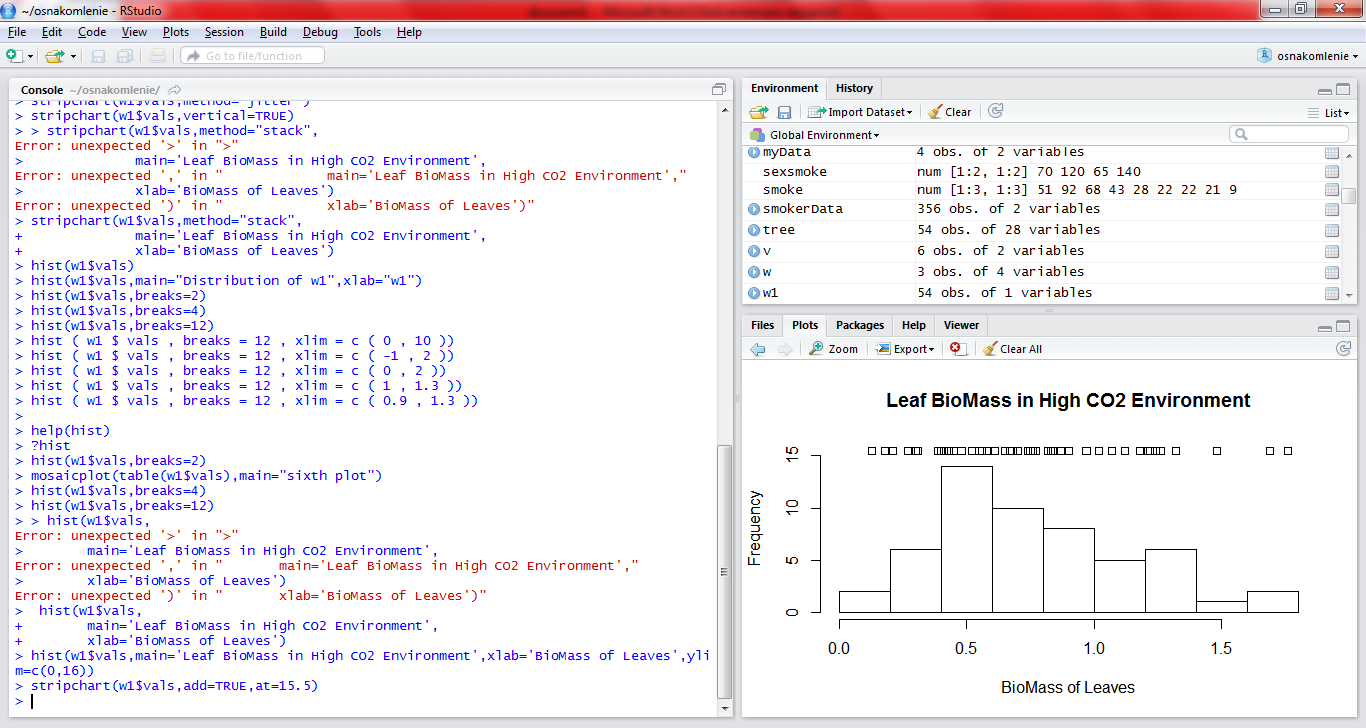 ~/osnakomlenie - RStudio
File Edit Code View Plots Session Build Debug Tools Help
Go to file/function
osnakomlenie
Console ~/osnakomlenie/
> stripchart(w1$vals,method="jitter")
> stripchart(w1$vals,vertical=TRUE)
> > stripchart(w1$vals,method="stack",
Error: unexpected '>' in ">"
>               main='Leaf BioMass in High CO2 Environment',
Error: unexpected ',' in "             main='Leaf BioMass in High CO2 Environment',"
>               xlab='BioMass of Leaves')
Error: unexpected ')' in "             xlab='BioMass of Leaves')"
> stripchart(w1$vals,method="stack",
+              main='Leaf BioMass in High CO2 Environment',
+              xlab='BioMass of Leaves')
> hist(w1$vals)
> hist(w1$vals,main="Distribution of w1",xlab="w1")
> hist(w1$vals,breaks=2)
> hist(w1$vals,breaks=4)
> hist(w1$vals,breaks=12)
> hist ( w1 $ vals , breaks = 12 , xlim = c ( 0 , 10 ))
> hist ( w1 $ vals , breaks = 12 , xlim = c ( -1 , 2 ))
> hist ( w1 $ vals , breaks = 12 , xlim = c ( 0 , 2 ))
> hist ( w1 $ vals , breaks = 12 , xlim = c ( 1 , 1.3 ))
> hist ( w1 $ vals , breaks = 12 , xlim = c ( 0.9 , 1.3 ))
>
> help(hist)
> ?hist
> hist(w1$vals,breaks=2)
> mosaicplot(table(w1$vals),main="sixth plot")
> hist(w1$vals,breaks=4)
> hist(w1$vals,breaks=12)
> > hist(w1$vals,
Error: unexpected '>' in ">"
>        main='Leaf BioMass in High CO2 Environment',
Error: unexpected ',' in "       main='Leaf BioMass in High CO2 Environment',"
>        xlab='BioMass of Leaves')
Error: unexpected ')' in "       xlab='BioMass of Leaves')"
>  hist(w1$vals,
+        main='Leaf BioMass in High CO2 Environment',
+        xlab='BioMass of Leaves')
> hist(w1$vals,main='Leaf BioMass in High CO2 Environment',xlab='BioMass of Leaves',yli
m=c(0,16))
> stripchart(w1$vals,add=TRUE,at=15.5)
>
Environment History
Import Dataset Clear List
Global Environment
myData 4 obs. of 2 variables
sexsmoke num [1:2, 1:2] 70 120 65 140
smoke num [1:3, 1:3] 51 92 68 43 28 22 22 21 9
smokerData 356 obs. of 2 variables
tree 54 obs. of 28 variables
v 6 obs. of 2 variables
w 3 obs. of 4 variables
w1 54 obs. of 1 variables
Files Plots Packages Help Viewer
Zoom Export Clear All
Leaf BioMass in High CO2 Environment
15
10
5
0
Frequency
0.0 0.5 1.0 1.5
BioMass of Leaves